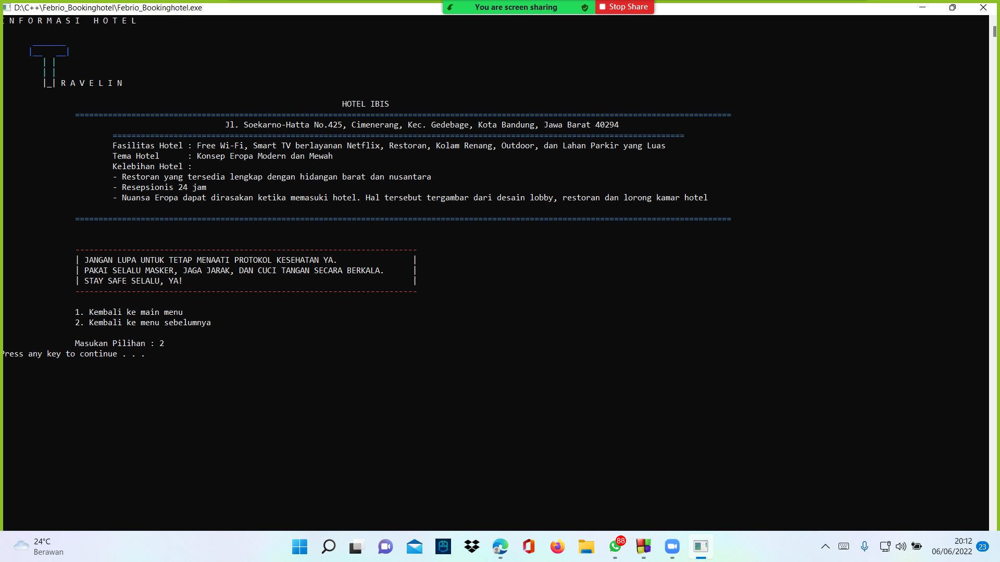 D:\C++\Febrio_Bookinghotel\Febrio_Bookinghotel.exe
You are screen sharing
Stop Share
I N F O R M A S I   H O T E L
R A V E L I N
HOTEL IBIS
Jl. Soekarno-Hatta No.425, Cimenerang, Kec. Gedebage, Kota Bandung, Jawa Barat 40294
Fasilitas Hotel : Free Wi-Fi, Smart TV berlayanan Netflix, Restoran, Kolam Renang, Outdoor, dan Lahan Parkir yang Luas
Tema Hotel      : Konsep Eropa Modern dan Mewah
Kelebihan Hotel :
- Restoran yang tersedia lengkap dengan hidangan barat dan nusantara
- Resepsionis 24 jam
- Nuansa Eropa dapat dirasakan ketika memasuki hotel. Hal tersebut tergambar dari desain lobby, restoran dan lorong kamar hotel
JANGAN LUPA UNTUK TETAP MENAATI PROTOKOL KESEHATAN YA.
PAKAI SELALU MASKER, JAGA JARAK, DAN CUCI TANGAN SECARA BERKALA.
STAY SAFE SELALU, YA!
1. Kembali ke main menu
2. Kembali ke menu sebelumnya
Masukan Pilihan : 2
Press any key to continue . . .
24°C
Berawan
88
20:12
06/06/2022
23